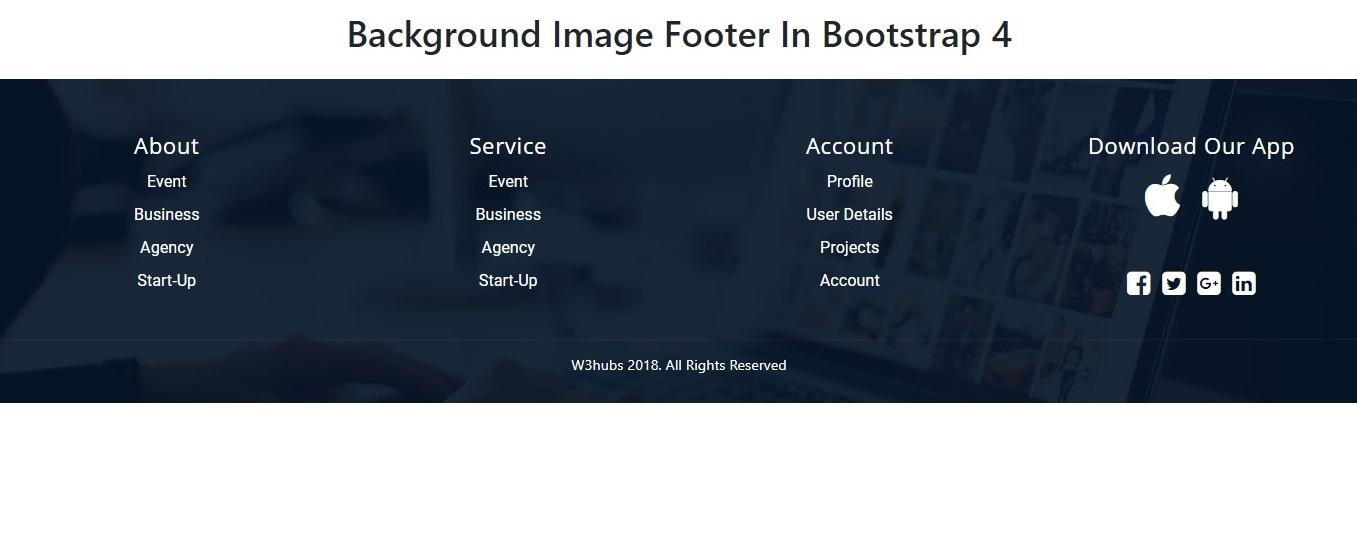 Background Image Footer In Bootstrap 4
About
Event
Business
Agency
Start-Up
Service
Event
Business
Agency
Start-Up
Account
Profile
User Details
Projects
Account
Download Our App
W3hubs 2018. All Rights Reserved